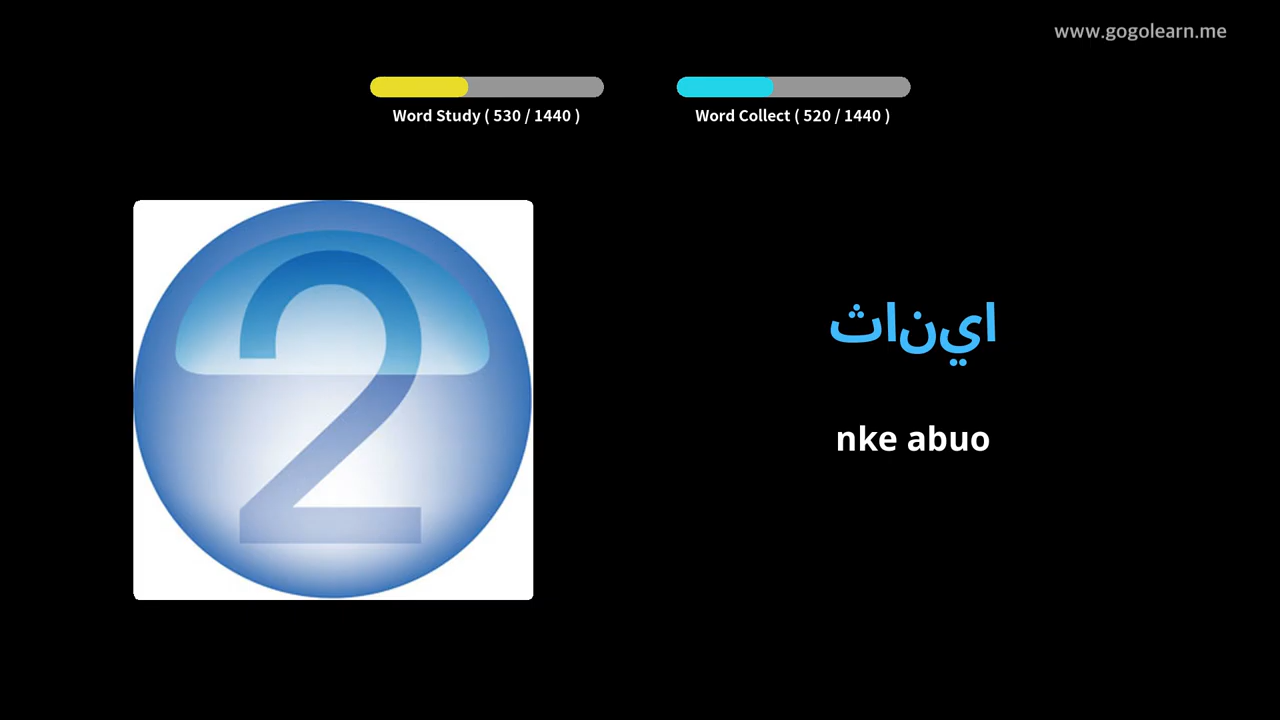 www.gogolearn.me
Word Study ( 530 / 1440 )
Word Collect ( 520 / 1440 )
2
ثانيا
nke abuo